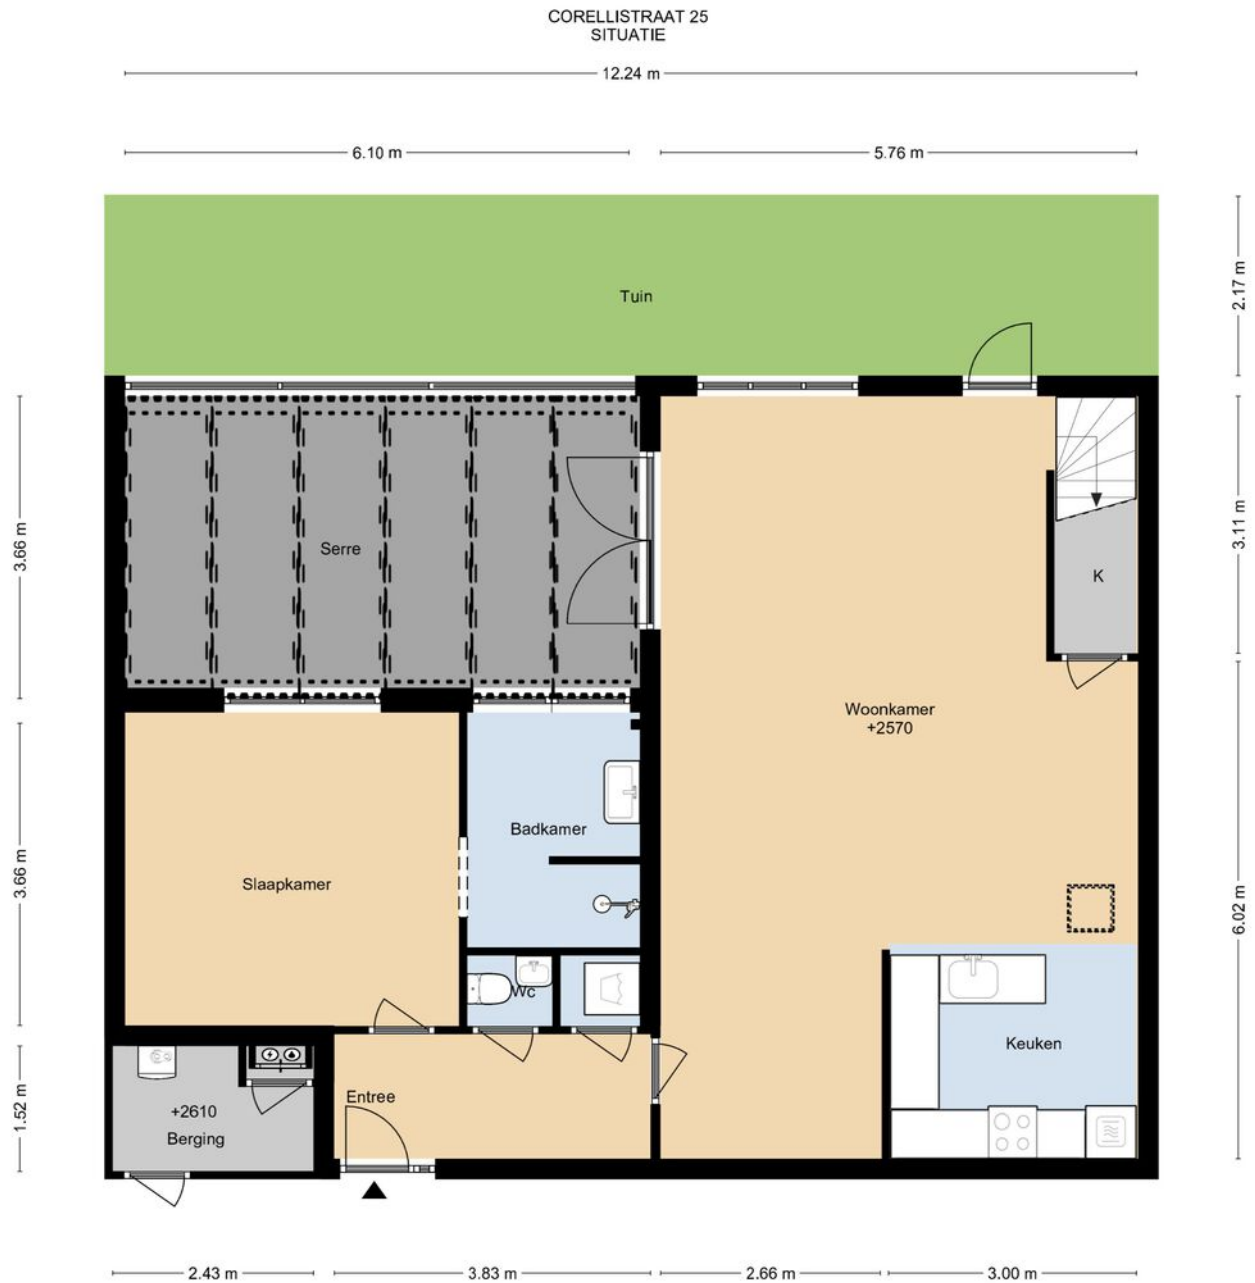 CORELLISTRAAT 25
SITUATIE
12.24 m
6.10 m
5.76 m
Tuin
2.17 m
3.66 m
Serre
3.11 m
K
Woonkamer
+2570
Badkamer
3.66 m
Slaapkamer
6.02 m
Wc
Keuken
1.52 m
Entree
+2610
Berging
2.43 m
3.83 m
2.66 m
3.00 m